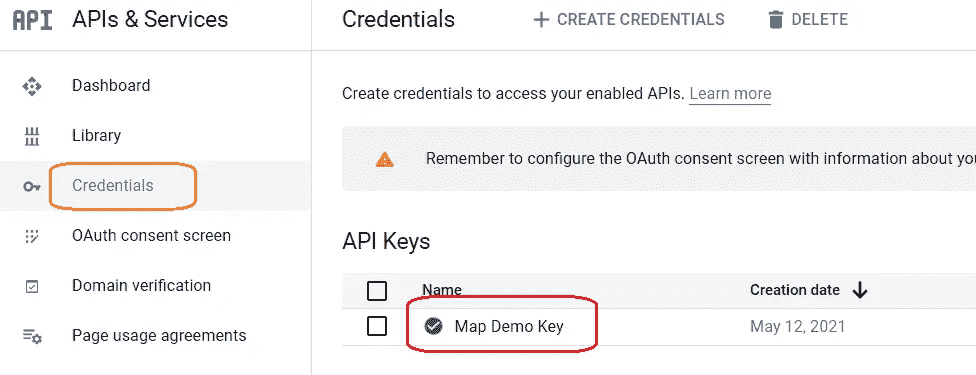 API APIs & Services
Credentials
CREATE CREDENTIALS
DELETE
Dashboard
Library
Credentials
OAuth consent screen
Domain verification
Page usage agreements
Create credentials to access your enabled APIs. Learn more
Remember to configure the OAuth consent screen with information about
API Keys
Name Creation date
Map Demo Key May 12, 2021